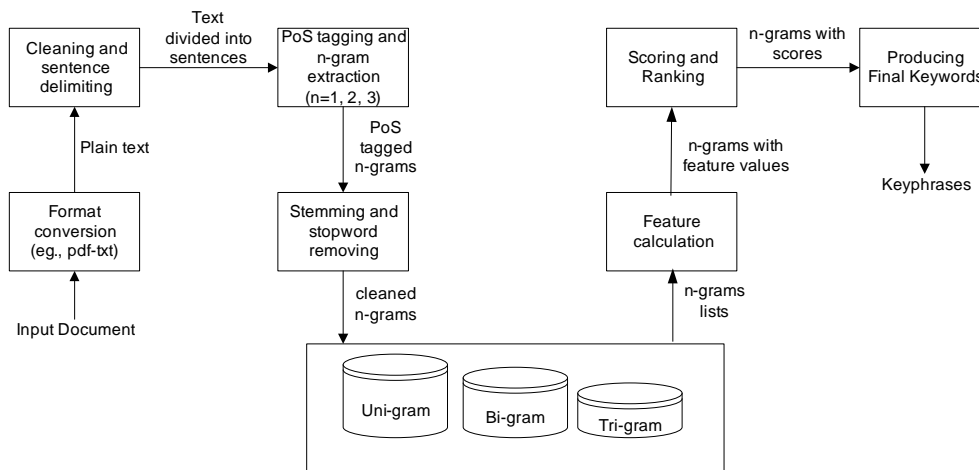 Cleaning and
sentence
delimiting
Text
divided into
sentences
PoS tagging and
n-gram
extraction
(n=1, 2, 3)
Scoring and
Ranking
n-grams with
scores
Producing
Final Keywords
Plain text
PoS
tagged
n-grams
n-grams with
feature values
Keyphrases
Format
conversion
(eg., pdf-txt)
Stemming and
stopword
removing
Feature
calculation
Input Document
cleaned
n-grams
n-grams
lists
Uni-gram
Bi-gram
Tri-gram